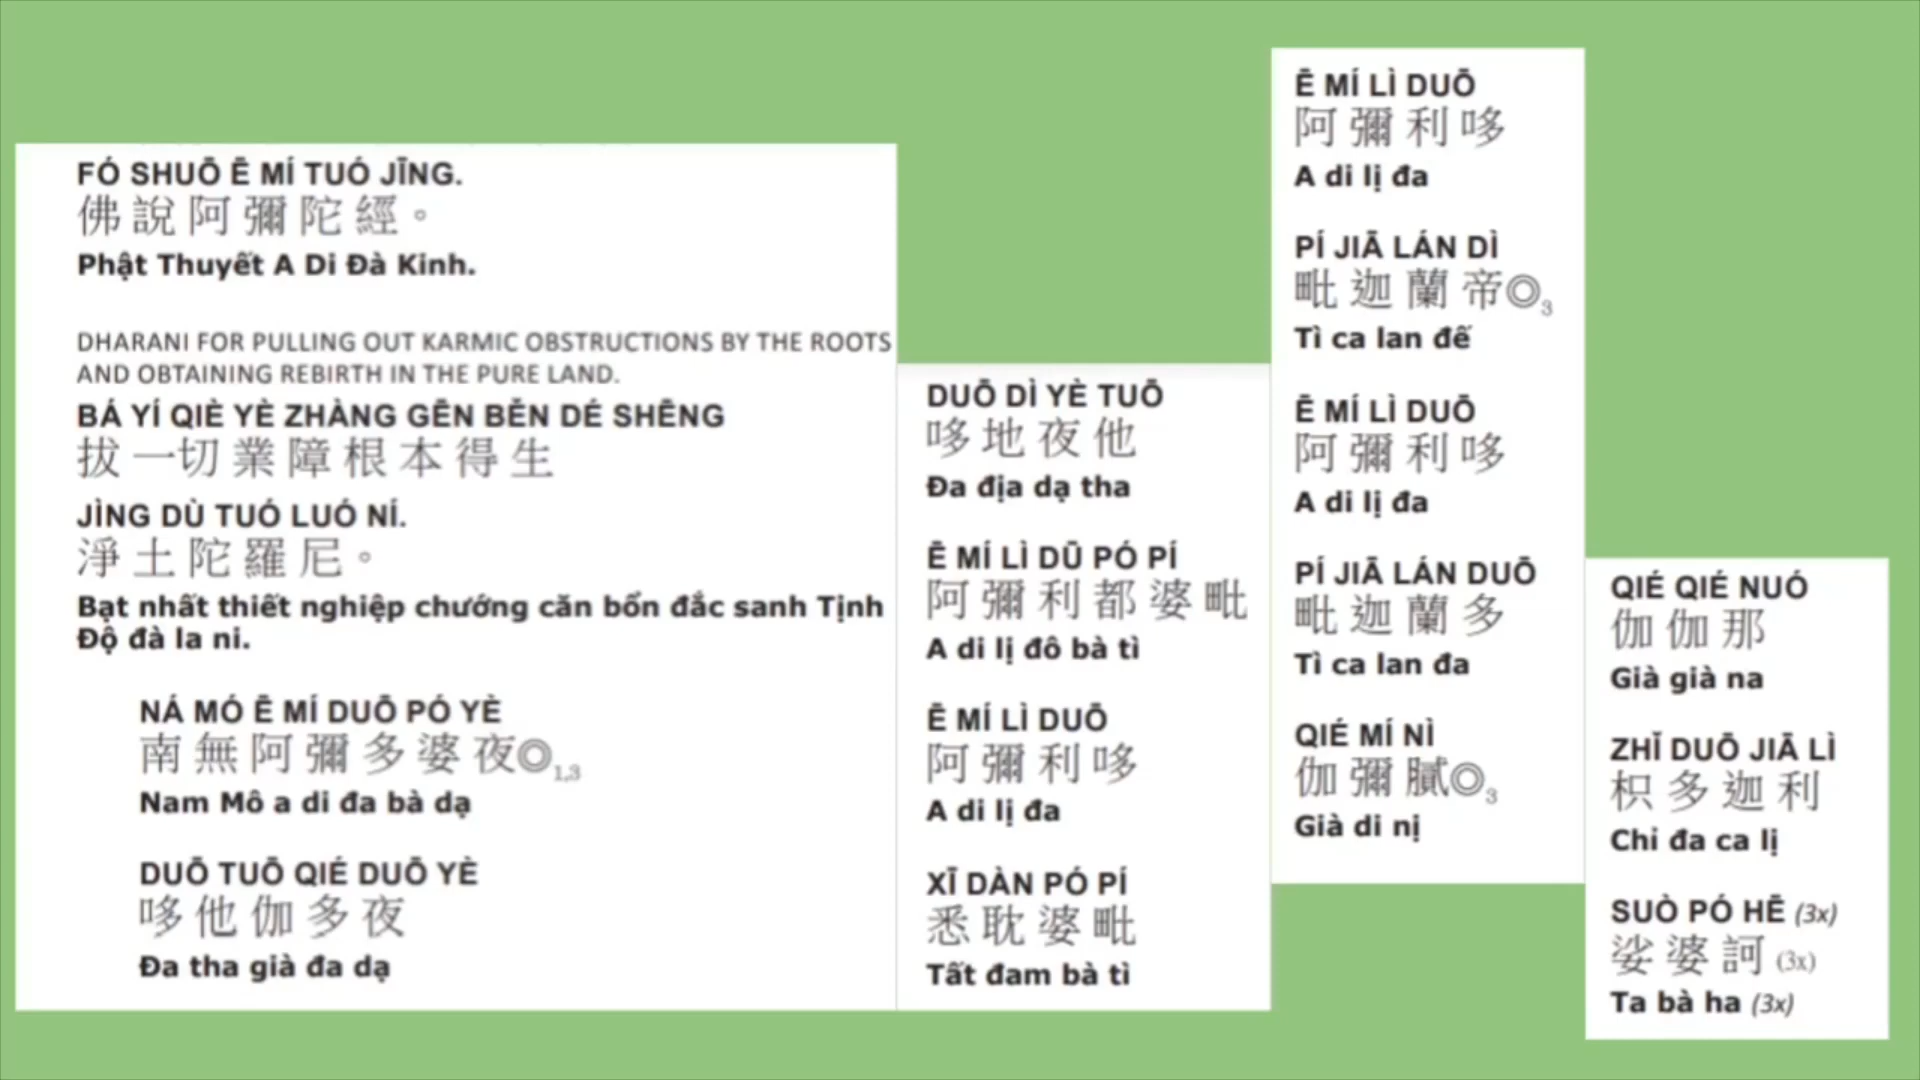 FÓ SHUŌ Ē MÍ TUÓ JĪNG.
佛說阿彌陀經。
Phật Thuyết A Di Đà Kinh.
DHARANI FOR PULLING OUT KARMIC OBSTRUCTIONS BY THE ROOTS
AND OBTAINING REBIRTH IN THE PURE LAND.
BÁ YÍ QIÈ YÈ ZHÀNG GĒN BĚN DÉ SHĒNG
拔一切業障根本得生
JÌNG DÙ TUÓ LUÓ NÍ.
淨土陀羅尼。
Bạt nhất thiết nghiệp chướng căn bổn đắc sanh Tịnh
Độ đà la ni.
NÁ MÓ Ē MÍ DUŌ PÓ YÈ
南無阿彌多婆夜◎1,3
Nam Mô a di đa bà dạ
DUŌ TUŌ QIÉ DUŌ YÈ
哆他伽多夜
Đa tha già đa dạ
DUŌ DÌ YÈ TUŌ
哆地夜他
Đa địa dạ tha
Ē MÍ LÌ DŪ PÓ PÍ
阿彌利都婆毗
A di lị đô bà tì
Ē MÍ LÌ DUŌ
阿彌利哆
A di lị đa
XĪ DÀN PÓ PÍ
悉耽婆毗
Tất đam bà tì
Ē MÍ LÌ DUŌ
阿彌利哆
A di lị đa
PÍ JIĀ LÁN DÌ
毗迦蘭帝◎3
Tì ca lan đế
Ē MÍ LÌ DUŌ
阿彌利哆
A di lị đa
PÍ JIĀ LÁN DUŌ
毗迦蘭多
Tì ca lan đa
QIÉ MÍ NÌ
伽彌膩◎3
Già di nị
QIÉ QIÉ NUÓ
伽伽那
Già già na
ZHǏ DUŌ JIĀ LÌ
枳多迦利
Chỉ đa ca lị
SUÒ PÓ HĒ (3x)
娑婆訶 (3x)
Ta bà ha (3x)